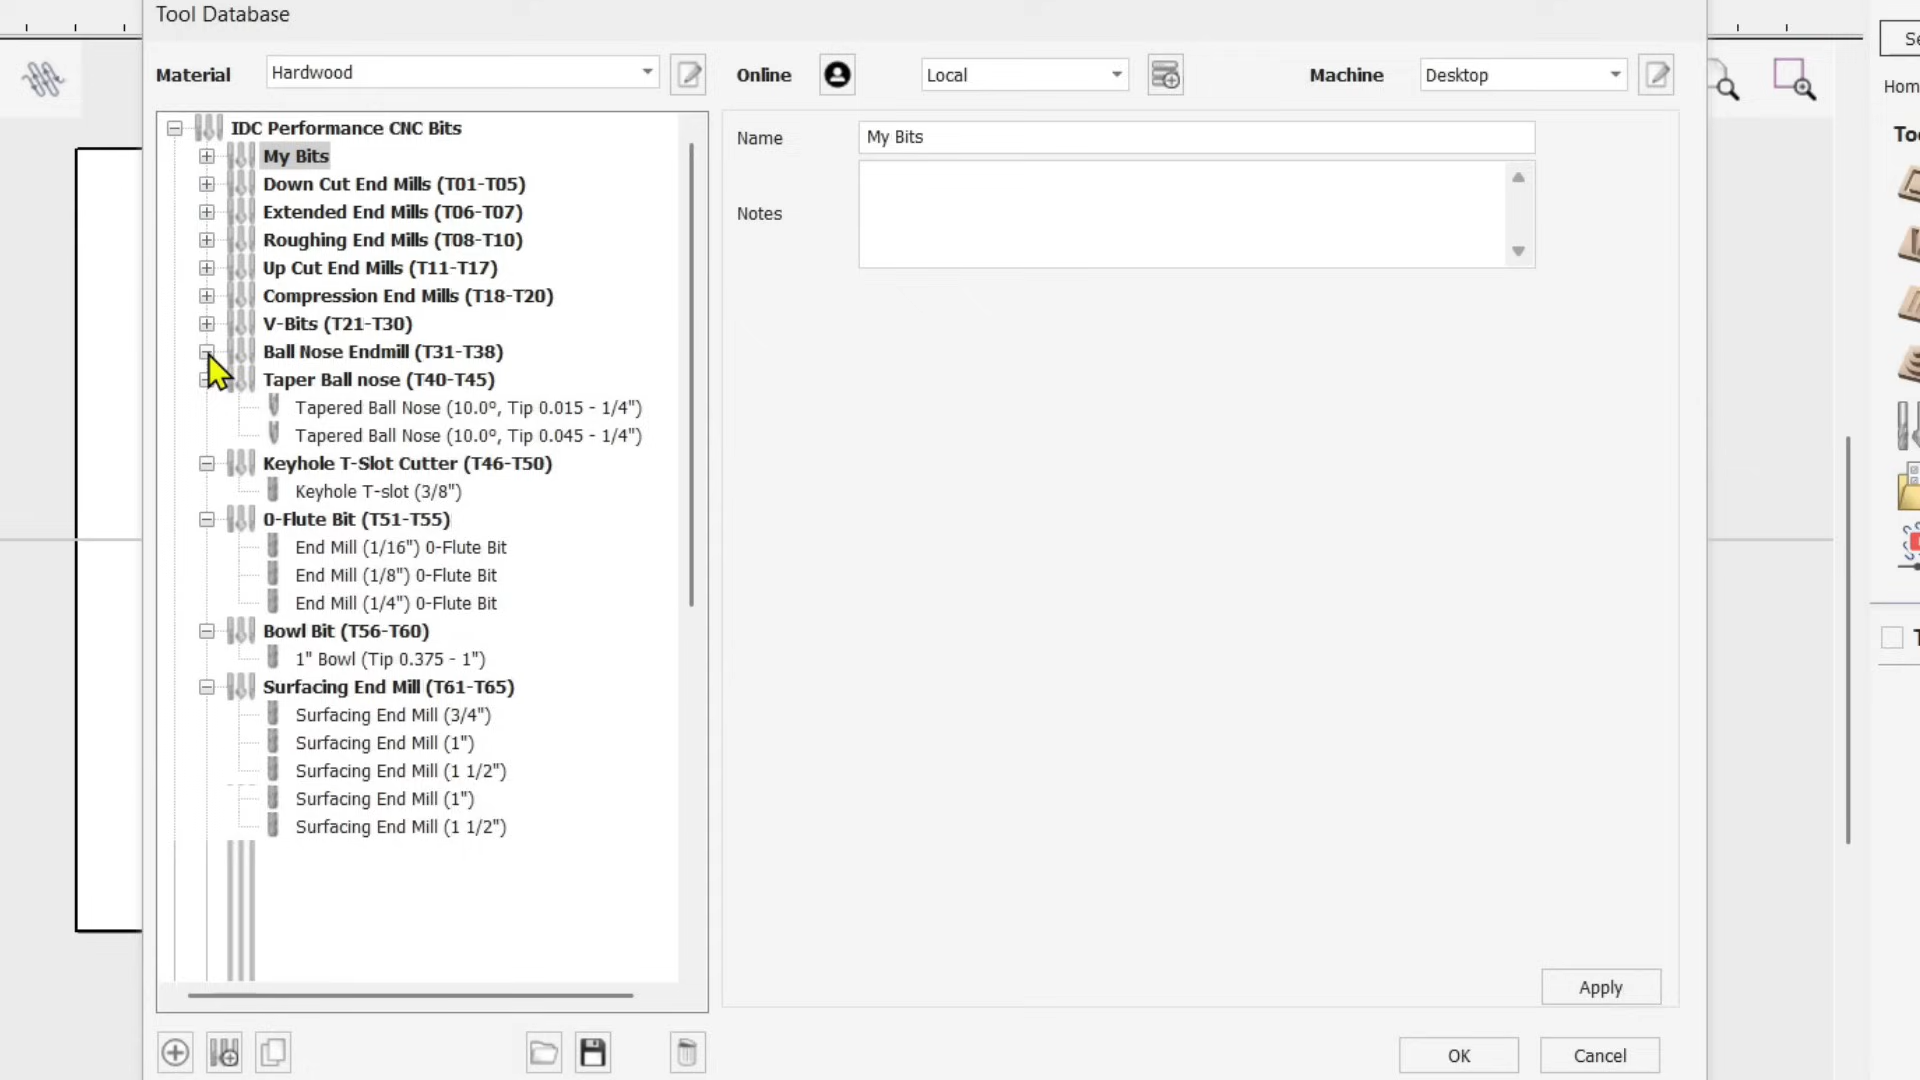 Tool Database
Material
Hardwood
Online
Local
Machine
Desktop
IDC Performance CNC Bits
My Bits
Down Cut End Mills (T01-T05)
Extended End Mills (T06-T07)
Roughing End Mills (T08-T10)
Up Cut End Mills (T11-T17)
Compression End Mills (T18-T20)
V-Bits (T21-T30)
Ball Nose Endmill (T31-T38)
Taper Ball nose (T40-T45)
Tapered Ball Nose (10.0º, Tip 0.015 - 1/4")
Tapered Ball Nose (10.0º, Tip 0.045 - 1/4")
Keyhole T-Slot Cutter (T46-T50)
Keyhole T-slot (3/8")
0-Flute Bit (T51-T55)
End Mill (1/16") 0-Flute Bit
End Mill (1/8") 0-Flute Bit
End Mill (1/4") 0-Flute Bit
Bowl Bit (T56-T60)
1" Bowl (Tip 0.375 - 1")
Surfacing End Mill (T61-T65)
Surfacing End Mill (3/4")
Surfacing End Mill (1")
Surfacing End Mill (1 1/2")
Surfacing End Mill (1")
Surfacing End Mill (1 1/2")
Name
My Bits
Notes
Apply
OK
Cancel